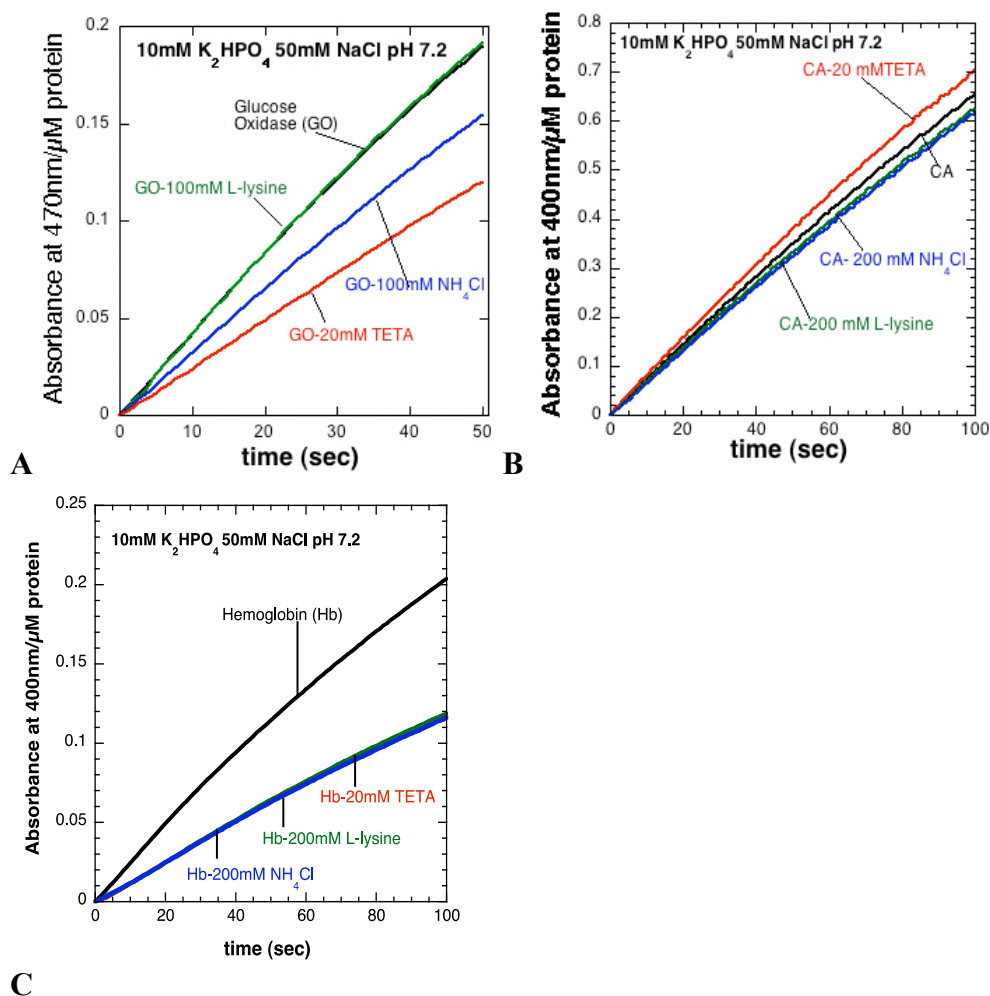 10mM K₂HPO₄ 50mM NaCl pH 7.2
Absorbance at 470nm/µM protein
0.2
0.15
0.1
0.05
0
Glucose
Oxidase (GO)
GO-100mM L-lysine
GO-100mM NH₄Cl
GO-20mM TETA
0 10 20 30 40 50
time (sec)
A
10mM K₂HPO₄ 50mM NaCl pH 7.2
Absorbance at 400nm/µM protein
0.8
0.7
0.6
0.5
0.4
0.3
0.2
0.1
0
CA-20 mMTETA
CA
CA- 200 mM NH₄Cl
CA-200 mM L-lysine
0 20 40 60 80 100
time (sec)
B
10mM K₂HPO₄ 50mM NaCl pH 7.2
Absorbance at 400nm/µM protein
0.25
0.2
0.15
0.1
0.05
0
Hemoglobin (Hb)
Hb-20mM TETA
Hb-200mM L-lysine
Hb-200mM NH₄Cl
0 20 40 60 80 100
time (sec)
C